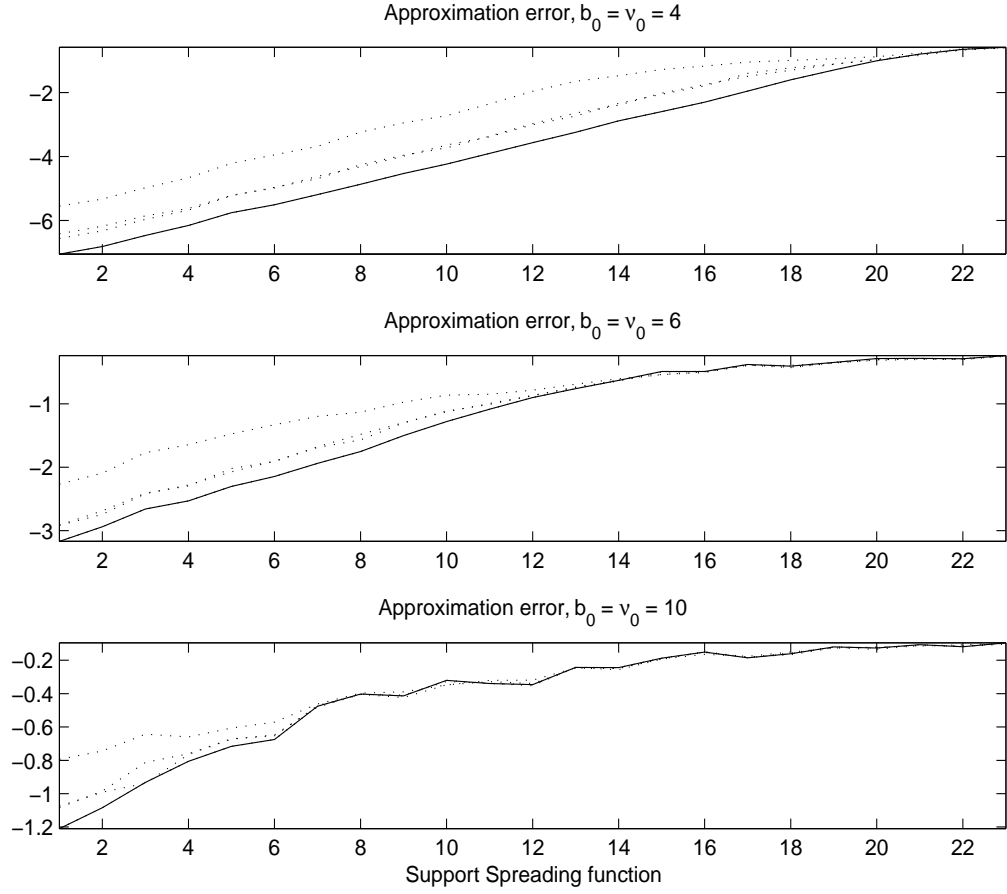 Approximation error, b₀ = ν₀ = 4
−2
−4
−6
2 4 6 8 10 12 14 16 18 20 22
Approximation error, b₀ = ν₀ = 6
−1
−2
−3
2 4 6 8 10 12 14 16 18 20 22
Approximation error, b₀ = ν₀ = 10
−0.2
−0.4
−0.6
−0.8
−1
−1.2
2 4 6 8 10 12 14 16 18 20 22
Support Spreading function